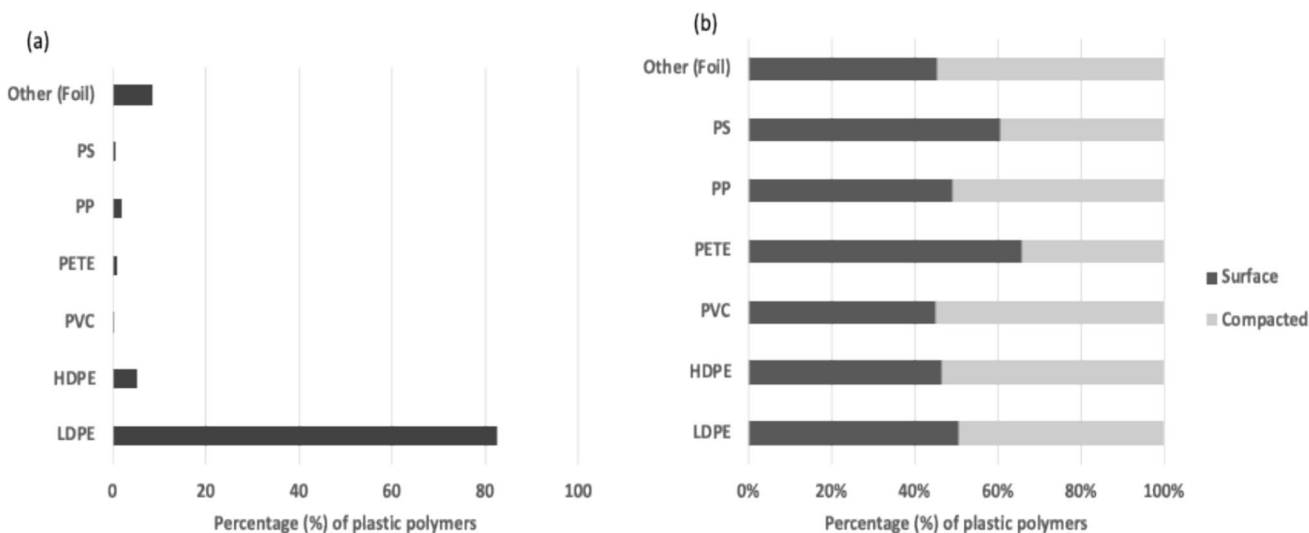 (a)
Other (Foil)
PS
PP
PETE
PVC
HDPE
LDPE
0 20 40 60 80 100
Percentage (%) of plastic polymers
(b)
Other (Foil)
PS
PP
PETE
PVC
HDPE
LDPE
0% 20% 40% 60% 80% 100%
Percentage (%) of plastic polymers
Surface
Compacted